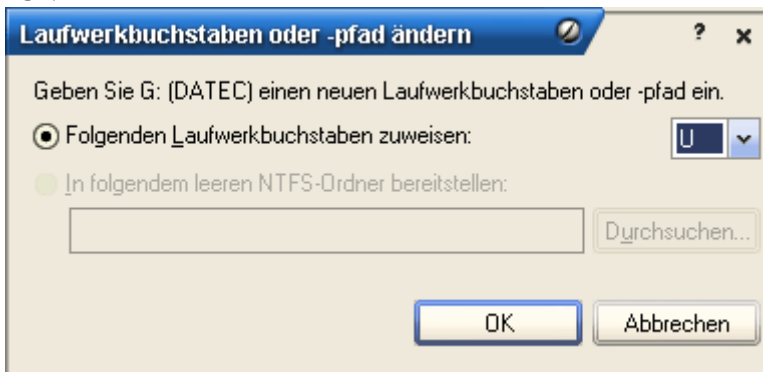 Laufwerkbuchstaben oder -pfad ändern ? x
Geben Sie G: (DATEC) einen neuen Laufwerkbuchstaben oder -pfad ein.
Folgenden Laufwerkbuchstaben zuweisen: U
In folgendem leeren NTFS-Ordner bereitstellen:
Durchsuchen...
OK Abbrechen